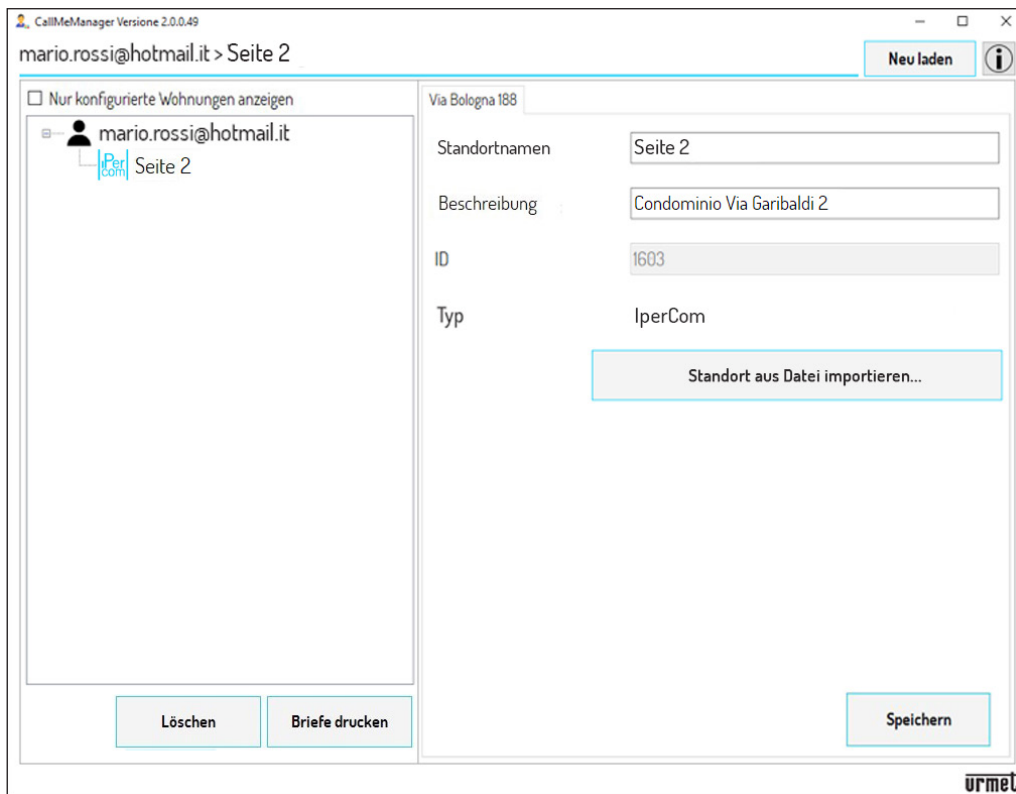 CallMeManager Versione 2.0.0.49
mario.rossi@hotmail.it > Seite 2
Neu laden
i
Nur konfigurierte Wohnungen anzeigen
mario.rossi@hotmail.it
IPer
com
Seite 2
Löschen
Briefe drucken
Via Bologna 188
Standortnamen
Seite 2
Beschreibung
Condominio Via Garibaldi 2
ID
1603
Typ
IperCom
Standort aus Datei importieren...
Speichern
urmet